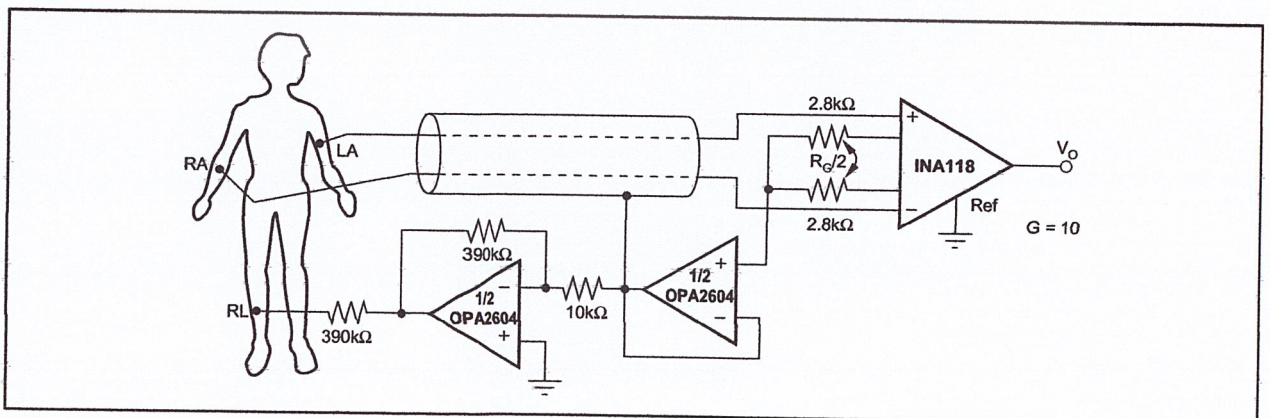 2.8kΩ
LA
RA
R_G/2
INA118
V_O
Ref
2.8kΩ
G = 10
390kΩ
1/2
OPA2604
10kΩ
1/2
OPA2604
RL
390kΩ
+
−
+
−
−
+